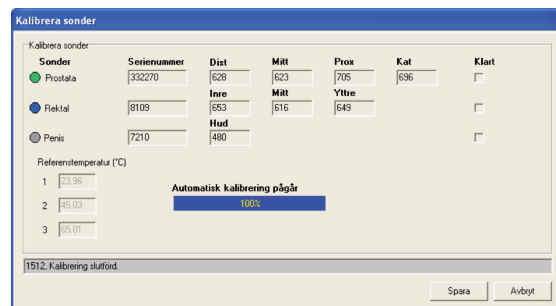 Kalibrera sonder
Kalibrera sonder
Sonder Serienummer Dist Mitt Prox Kat Klart
Prostata 332270 628 623 705 696
Inre Mitt Yttre
Rektal 8109 653 616 649
Hud
Penis 7210 480
Referenstemperatur (°C)
1 23.96
Automatisk kalibrering pågår
2 45.03 100%
3 65.01
1512, Kalibrering slutförd.
Spara Avbryt